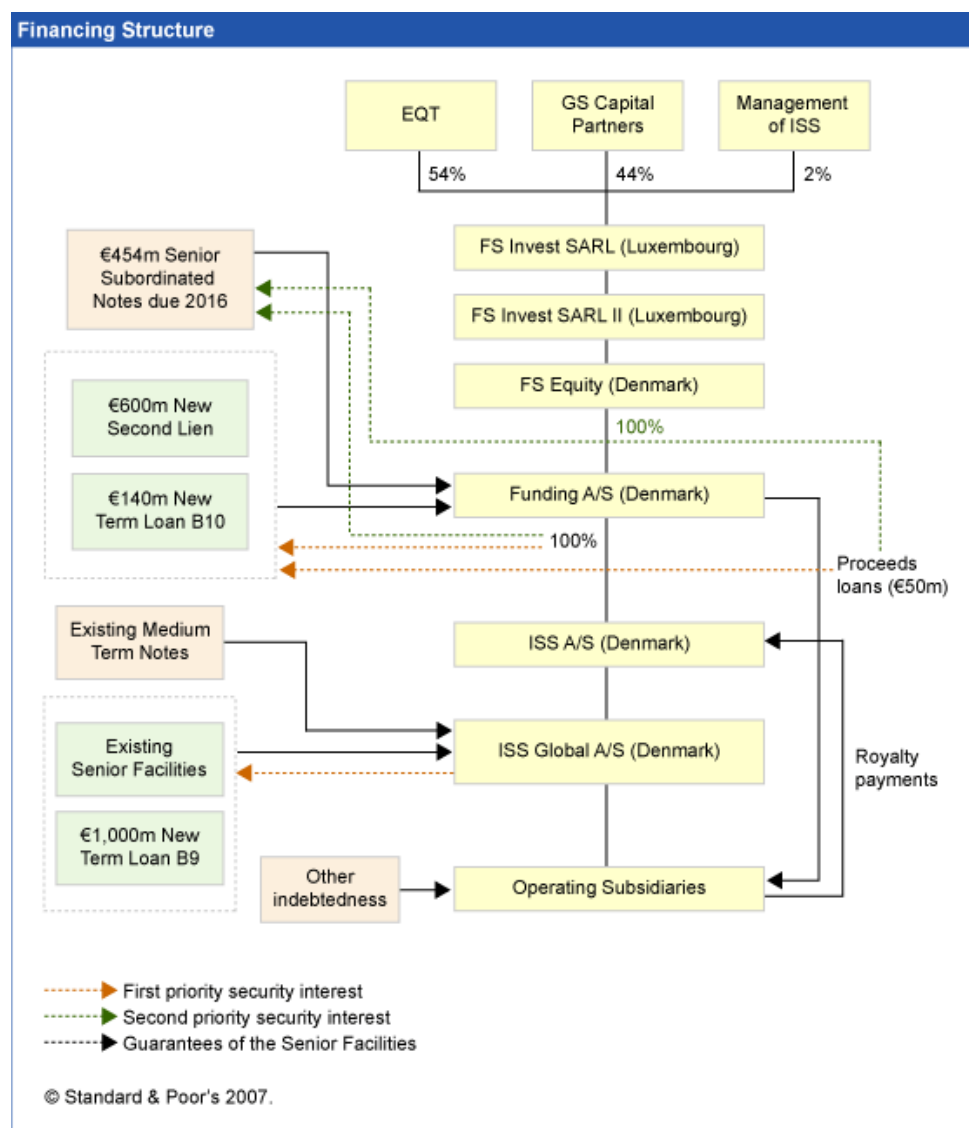 Financing Structure
EQT
GS Capital
Partners
Management
of ISS
54%
44%
2%
€454m Senior
Subordinated
Notes due 2016
FS Invest SARL (Luxembourg)
FS Invest SARL II (Luxembourg)
FS Equity (Denmark)
€600m New
Second Lien
100%
€140m New
Term Loan B10
Funding A/S (Denmark)
100%
Proceeds
loans (€50m)
Existing Medium
Term Notes
ISS A/S (Denmark)
Existing
Senior Facilities
ISS Global A/S (Denmark)
Royalty
payments
€1,000m New
Term Loan B9
Other
indebtedness
Operating Subsidiaries
First priority security interest
Second priority security interest
Guarantees of the Senior Facilities
© Standard & Poor's 2007.